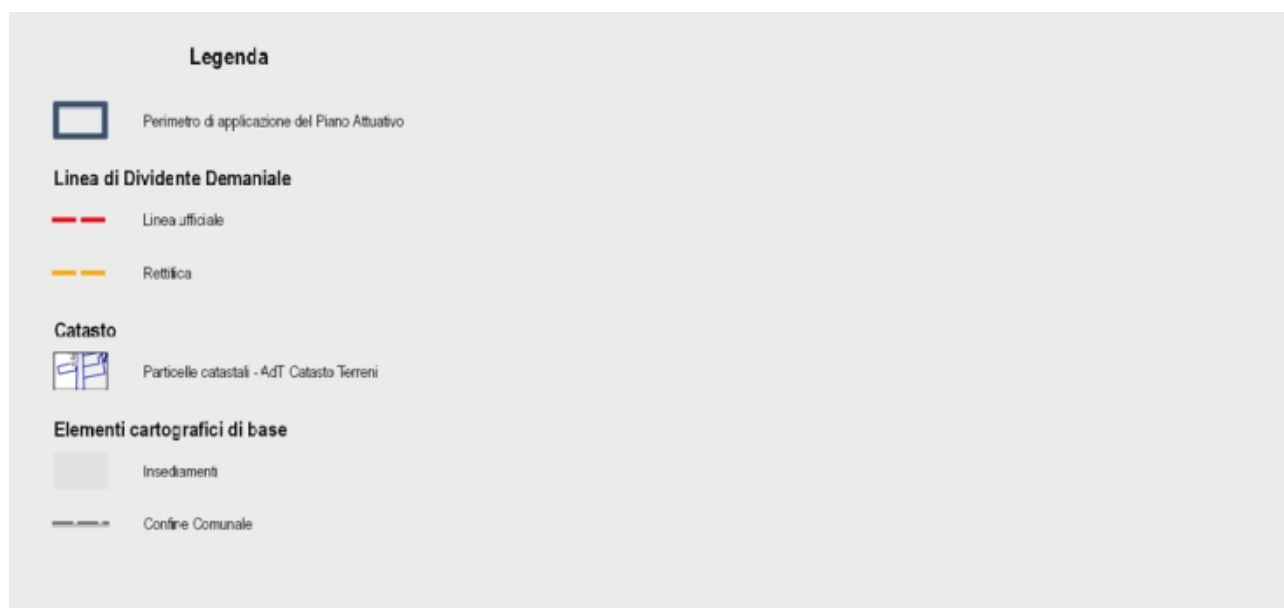 Legenda
Perimetro di applicazione del Piano Attuativo
Linea di Dividente Demaniale
Linea ufficiale
Rettifica
Catasto
Particelle catastali - AdT Catasto Terreni
Elementi cartografici di base
Insediamenti
Confine Comunale